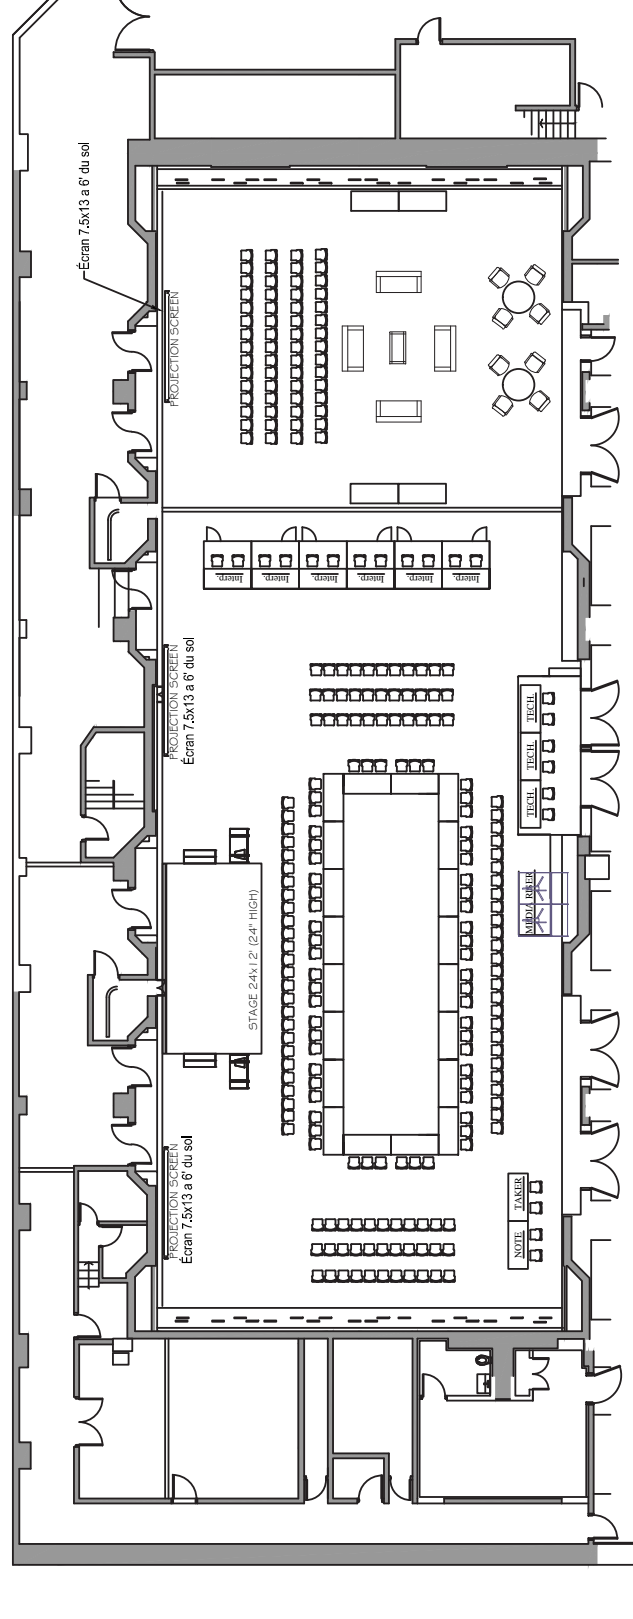 Écran 7.5x13 a 6' du sol
PROJECTION SCREEN
Interp.
Interp.
Interp.
Interp.
Interp.
Interp.
PROJECTION SCREEN
Écran 7.5x13 a 6' du sol
TECH.
TECH.
TECH.
MEDIA RISER
STAGE 24x12' (24" HIGH)
PROJECTION SCREEN
Écran 7.5x13 a 6' du sol
TAKER
NOTE